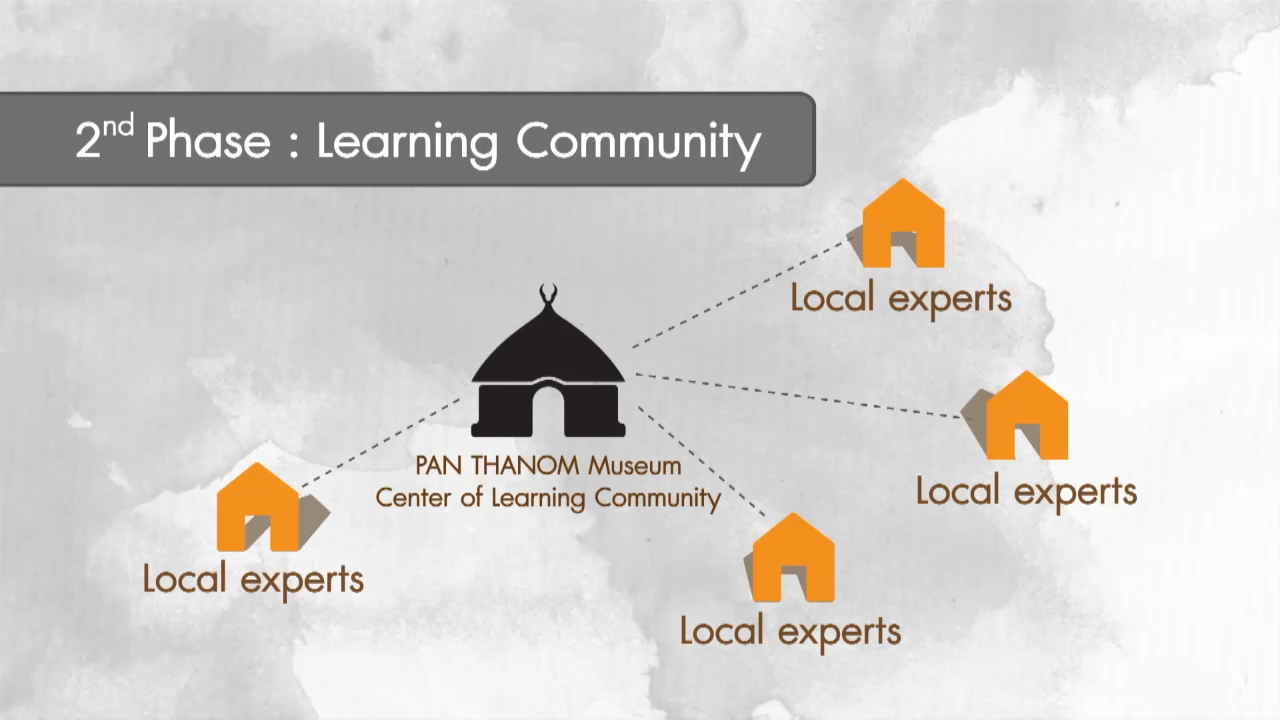 2nd Phase : Learning Community
Local experts
PAN THANOM Museum
Center of Learning Community
Local experts
Local experts
Local experts